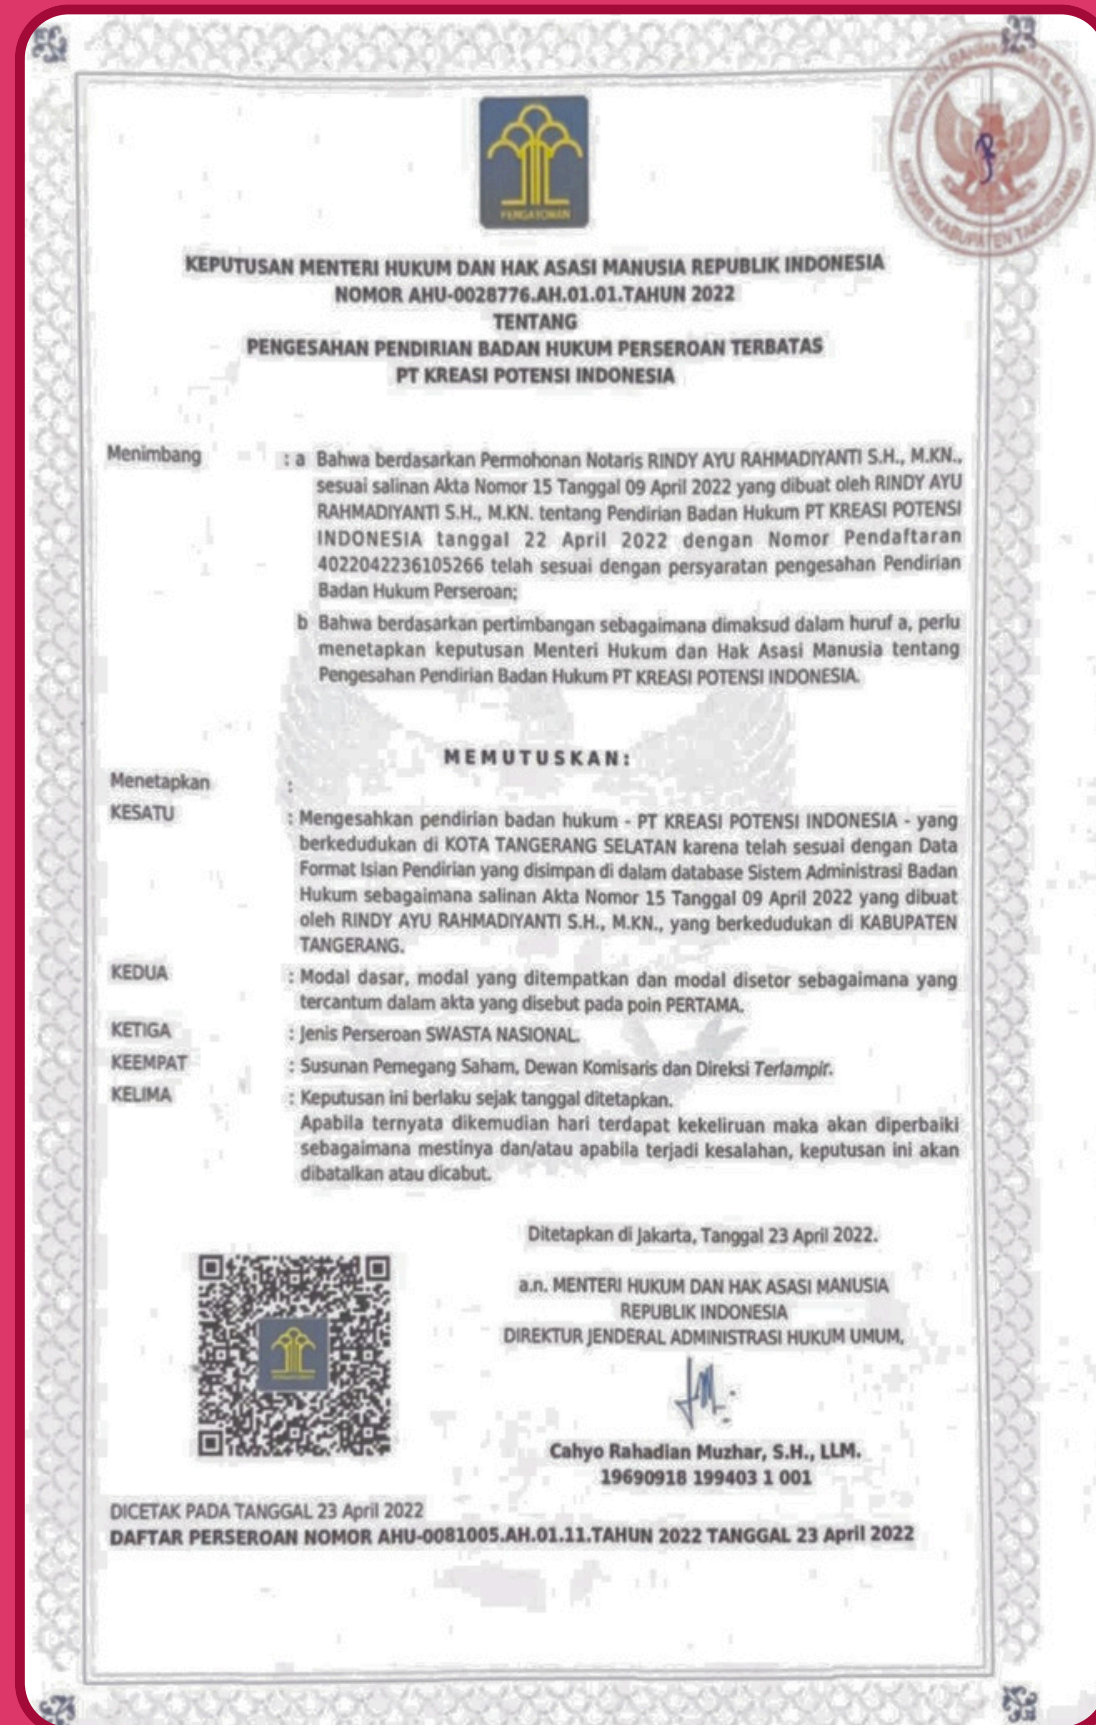 RINDY AYU RAHMADIYANTI, S.H., M.Kn
NOTARIS KABUPATEN TANGERANG
PENGAYOMAN
KEPUTUSAN MENTERI HUKUM DAN HAK ASASI MANUSIA REPUBLIK INDONESIA
NOMOR AHU-0028776.AH.01.01.TAHUN 2022
TENTANG
PENGESAHAN PENDIRIAN BADAN HUKUM PERSEROAN TERBATAS
PT KREASI POTENSI INDONESIA
Menimbang : a Bahwa berdasarkan Permohonan Notaris RINDY AYU RAHMADIYANTI S.H., M.KN.,
sesuai salinan Akta Nomor 15 Tanggal 09 April 2022 yang dibuat oleh RINDY AYU
RAHMADIYANTI S.H., M.KN. tentang Pendirian Badan Hukum PT KREASI POTENSI
INDONESIA tanggal 22 April 2022 dengan Nomor Pendaftaran
4022042236105266 telah sesuai dengan persyaratan pengesahan Pendirian
Badan Hukum Perseroan;
b Bahwa berdasarkan pertimbangan sebagaimana dimaksud dalam huruf a, perlu
menetapkan keputusan Menteri Hukum dan Hak Asasi Manusia tentang
Pengesahan Pendirian Badan Hukum PT KREASI POTENSI INDONESIA.
MEMUTUSKAN:
Menetapkan :
KESATU : Mengesahkan pendirian badan hukum - PT KREASI POTENSI INDONESIA - yang
berkedudukan di KOTA TANGERANG SELATAN karena telah sesuai dengan Data
Format Isian Pendirian yang disimpan di dalam database Sistem Administrasi Badan
Hukum sebagaimana salinan Akta Nomor 15 Tanggal 09 April 2022 yang dibuat
oleh RINDY AYU RAHMADIYANTI S.H., M.KN., yang berkedudukan di KABUPATEN
TANGERANG.
KEDUA : Modal dasar, modal yang ditempatkan dan modal disetor sebagaimana yang
tercantum dalam akta yang disebut pada poin PERTAMA.
KETIGA : Jenis Perseroan SWASTA NASIONAL.
KEEMPAT : Susunan Pemegang Saham, Dewan Komisaris dan Direksi Terlampir.
KELIMA : Keputusan ini berlaku sejak tanggal ditetapkan.
Apabila ternyata dikemudian hari terdapat kekeliruan maka akan diperbaiki
sebagaimana mestinya dan/atau apabila terjadi kesalahan, keputusan ini akan
dibatalkan atau dicabut.
Ditetapkan di Jakarta, Tanggal 23 April 2022.
a.n. MENTERI HUKUM DAN HAK ASASI MANUSIA
REPUBLIK INDONESIA
DIREKTUR JENDERAL ADMINISTRASI HUKUM UMUM,
Cahyo Rahadian Muzhar, S.H., LLM.
19690918 199403 1 001
DICETAK PADA TANGGAL 23 April 2022
DAFTAR PERSEROAN NOMOR AHU-0081005.AH.01.11.TAHUN 2022 TANGGAL 23 April 2022